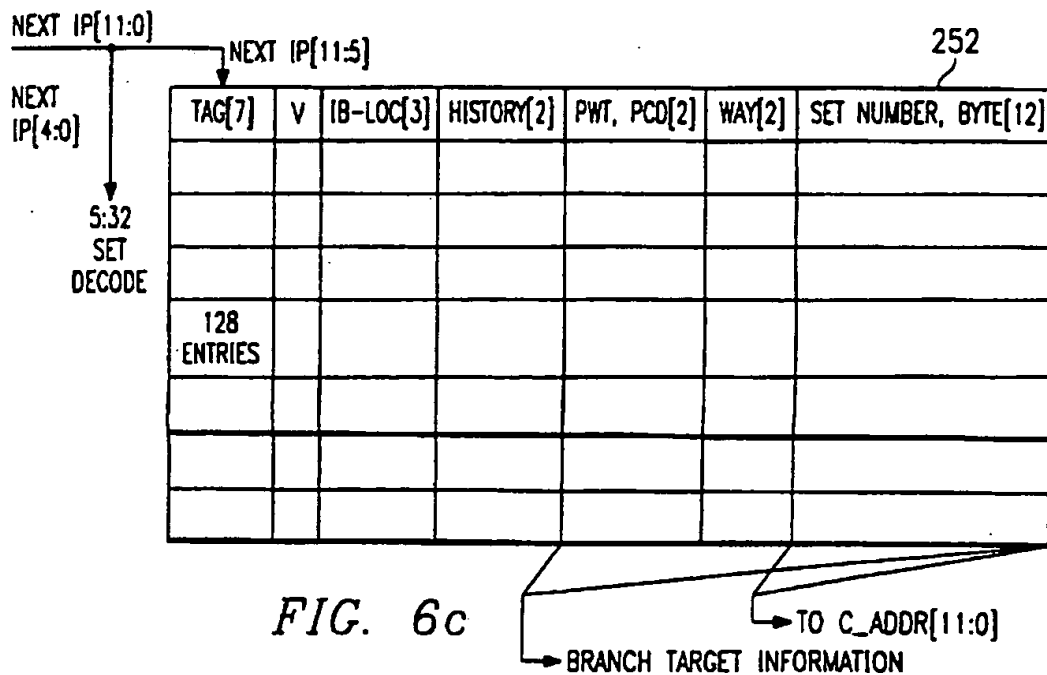 NEXT IP[11:0]
NEXT IP[11:5]
252
NEXT
IP[4:0]
TAG[7] V IB-LOC[3] HISTORY[2] PWT, PCD[2] WAY[2] SET NUMBER, BYTE[12]
5:32
SET
DECODE
128
ENTRIES
TO C_ADDR[11:0]
FIG. 6c
BRANCH TARGET INFORMATION